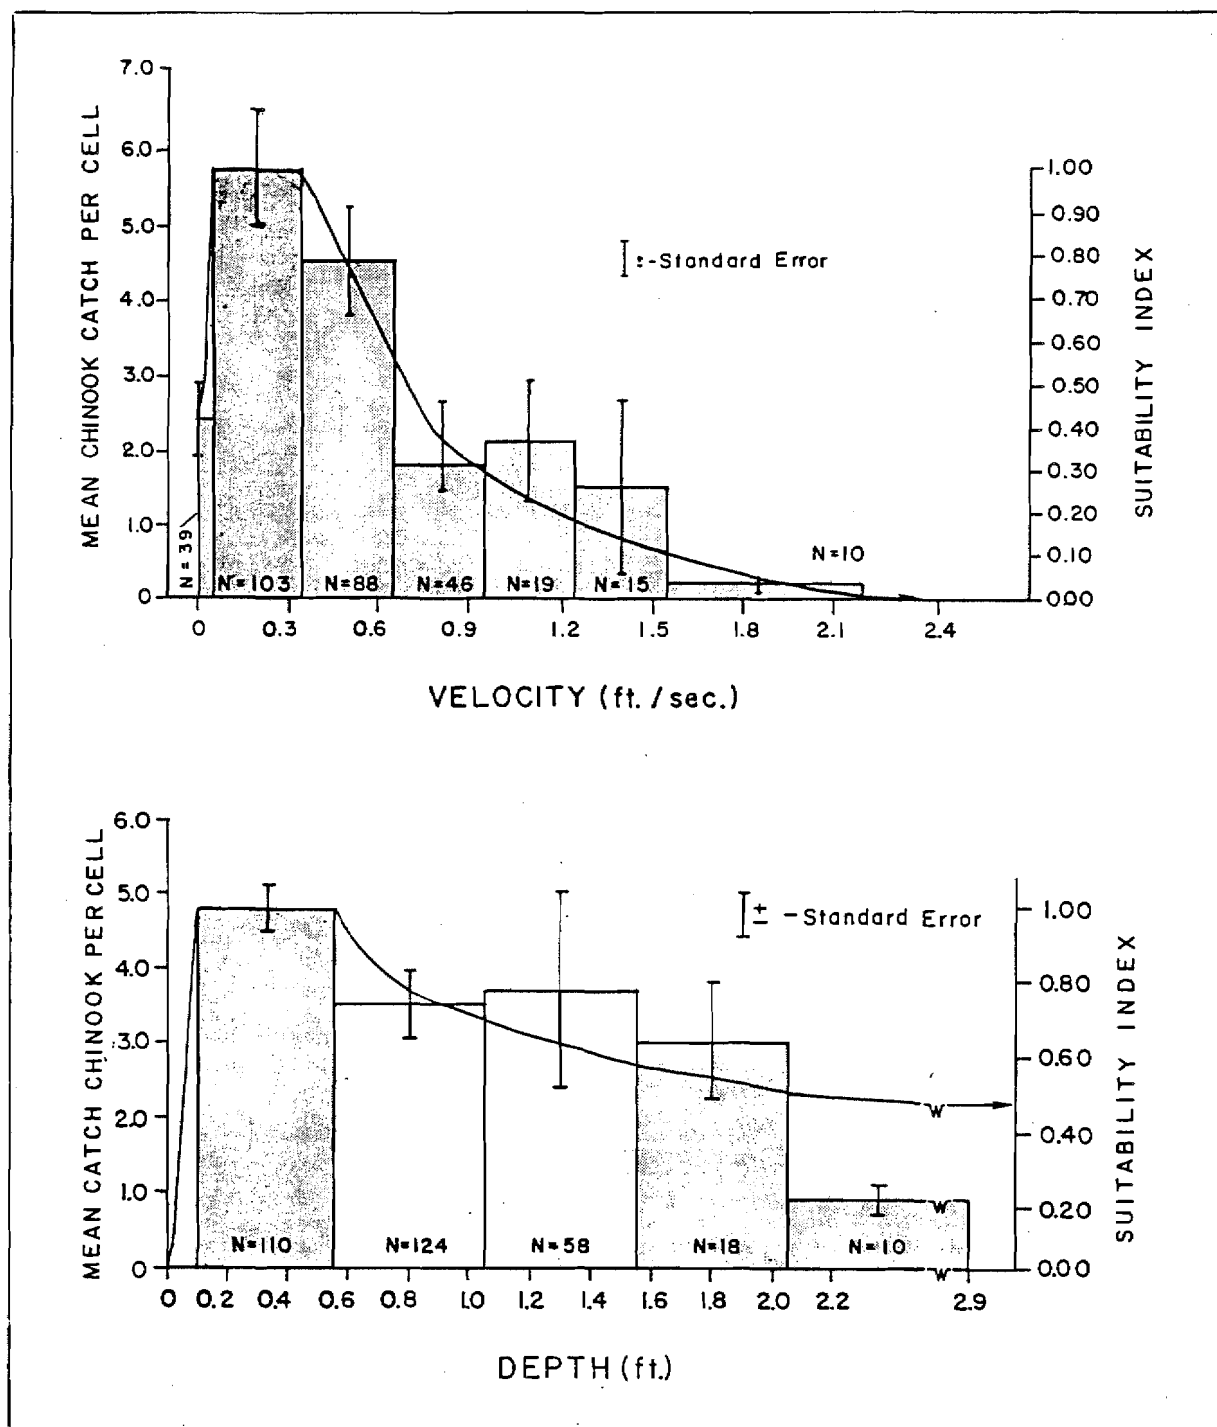 MEAN CHINOOK CATCH PER CELL
7.0
6.0
5.0
4.0
3.0
2.0
1.0
0
1.00
0.90
0.80
0.70
0.60
0.50
0.40
0.30
0.20
0.10
0.00
SUITABILITY INDEX
±-Standard Error
N=39
N=103
N=88
N=46
N=19
N=15
N=10
0 0.3 0.6 0.9 1.2 1.5 1.8 2.1 2.4
VELOCITY (ft. / sec.)
MEAN CATCH CHINOOK PER CELL
6.0
5.0
4.0
3.0
2.0
1.0
0
1.00
0.80
0.60
0.40
0.20
0.00
SUITABILITY INDEX
± - Standard Error
N=110
N=124
N=58
N=18
N=10
0 0.2 0.4 0.6 0.8 1.0 1.2 1.4 1.6 1.8 2.0 2.2 2.9
DEPTH (ft.)